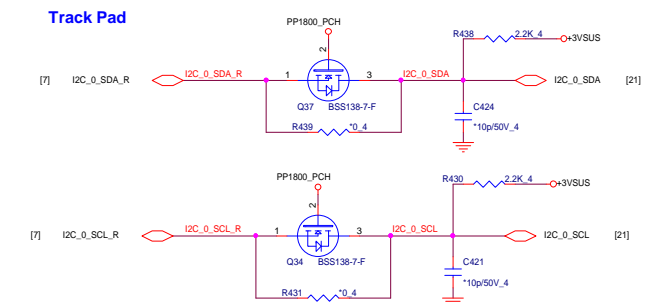 Track Pad
PP1800_PCH
R438
2.2K_4
+3VSUS
2
[7]
I2C_0_SDA_R
I2C_0_SDA_R
1
3
I2C_0_SDA
I2C_0_SDA
[21]
Q37
BSS138-7-F
C424
R439
*0_4
*10p/50V_4
PP1800_PCH
R430
2.2K_4
+3VSUS
2
[7]
I2C_0_SCL_R
I2C_0_SCL_R
1
3
I2C_0_SCL
I2C_0_SCL
[21]
Q34
BSS138-7-F
C421
R431
*0_4
*10p/50V_4